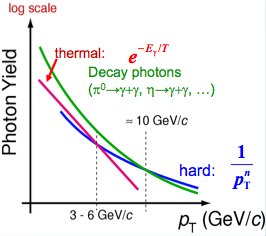 log scale
thermal: e^{-E_γ/T}
Decay photons
(π⁰→γ+γ, η→γ+γ, ...)
≈ 10 GeV/c
Photon Yield
hard: 1/p_T^n
3 - 6 GeV/c
p_T (GeV/c)